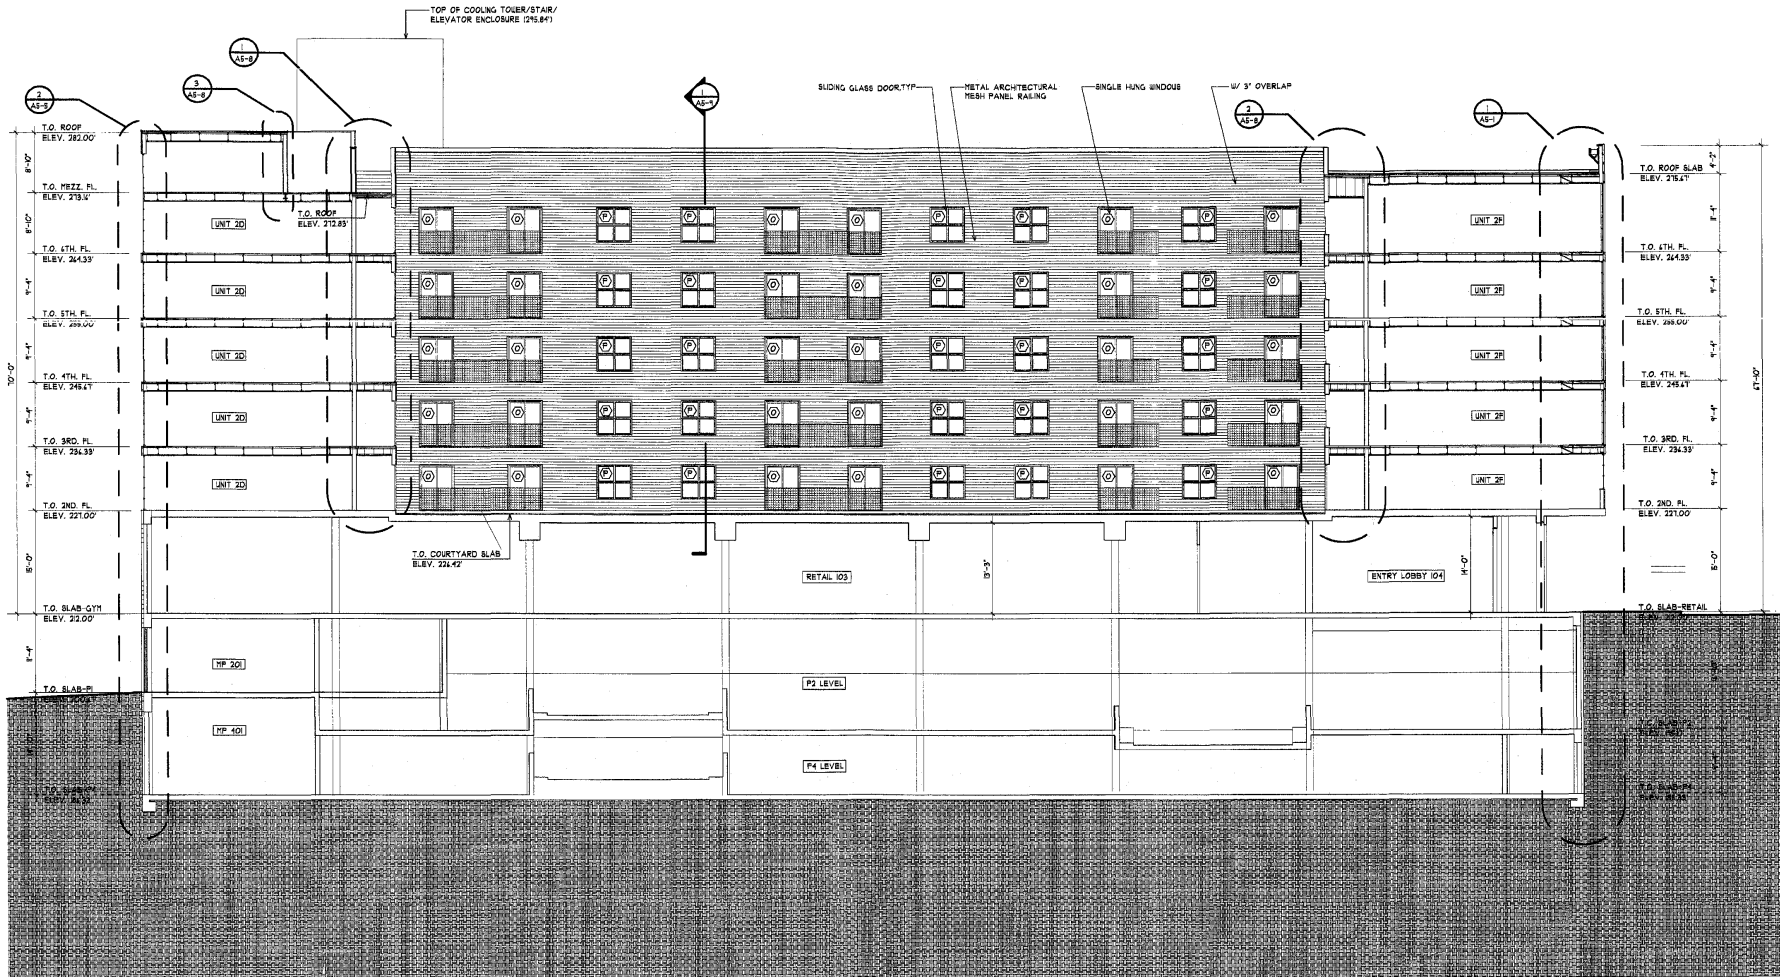 TOP OF COOLING TOWER/STAIR/
ELEVATOR ENCLOSURE (295.84')
1
A5-8
3
A5-8
2
A5-5
1
A5-9
SLIDING GLASS DOOR,TYP
METAL ARCHITECTURAL
MESH PANEL RAILING
SINGLE HUNG WINDOWS
W/ 3" OVERLAP
2
A5-8
1
A5-1
T.O. ROOF
ELEV. 282.00'
8'-10"
T.O. MEZZ. FL.
ELEV. 273.16'
8'-10"
T.O. 6TH. FL.
ELEV. 264.33'
9'-4"
T.O. 5TH. FL.
ELEV. 255.00'
9'-4"
T.O. 4TH. FL.
ELEV. 245.67'
9'-4"
T.O. 3RD. FL.
ELEV. 236.33'
9'-4"
T.O. 2ND. FL.
ELEV. 227.00'
15'-0"
T.O. SLAB-GYM
ELEV. 212.00'
11'-4"
T.O. SLAB-P1
70'-0"
T.O. ROOF
ELEV. 272.83'
UNIT 2D
UNIT 2D
UNIT 2D
UNIT 2D
UNIT 2D
T.O. COURTYARD SLAB
ELEV. 226.42'
RETAIL 103
13'-3"
ENTRY LOBBY 104
14'-0"
MP 201
P2 LEVEL
MP 401
P4 LEVEL
UNIT 2F
UNIT 2F
UNIT 2F
UNIT 2F
UNIT 2F
4'-2"
T.O. ROOF SLAB
ELEV. 275.67'
11'-4"
T.O. 6TH. FL.
ELEV. 264.33'
9'-4"
T.O. 5TH. FL.
ELEV. 255.00'
9'-4"
T.O. 4TH. FL.
ELEV. 245.67'
9'-4"
T.O. 3RD. FL.
ELEV. 236.33'
9'-4"
T.O. 2ND. FL.
ELEV. 227.00'
15'-0"
T.O. SLAB-RETAIL
67'-10"